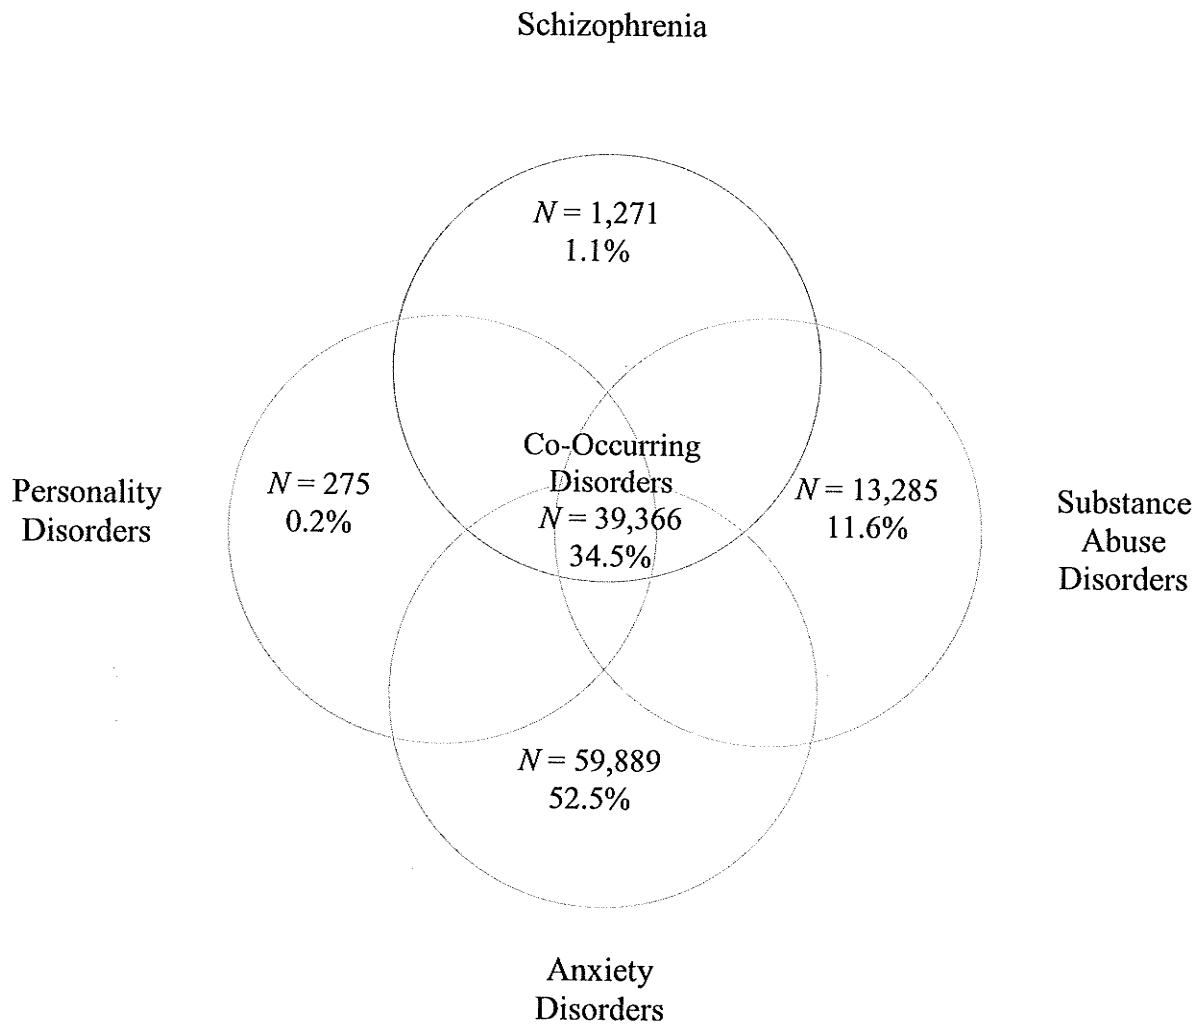 Schizophrenia
N = 1,271
1.1%
Personality
Disorders
N = 275
0.2%
Co-Occurring
Disorders
N = 39,366
34.5%
N = 13,285
11.6%
Substance
Abuse
Disorders
N = 59,889
52.5%
Anxiety
Disorders